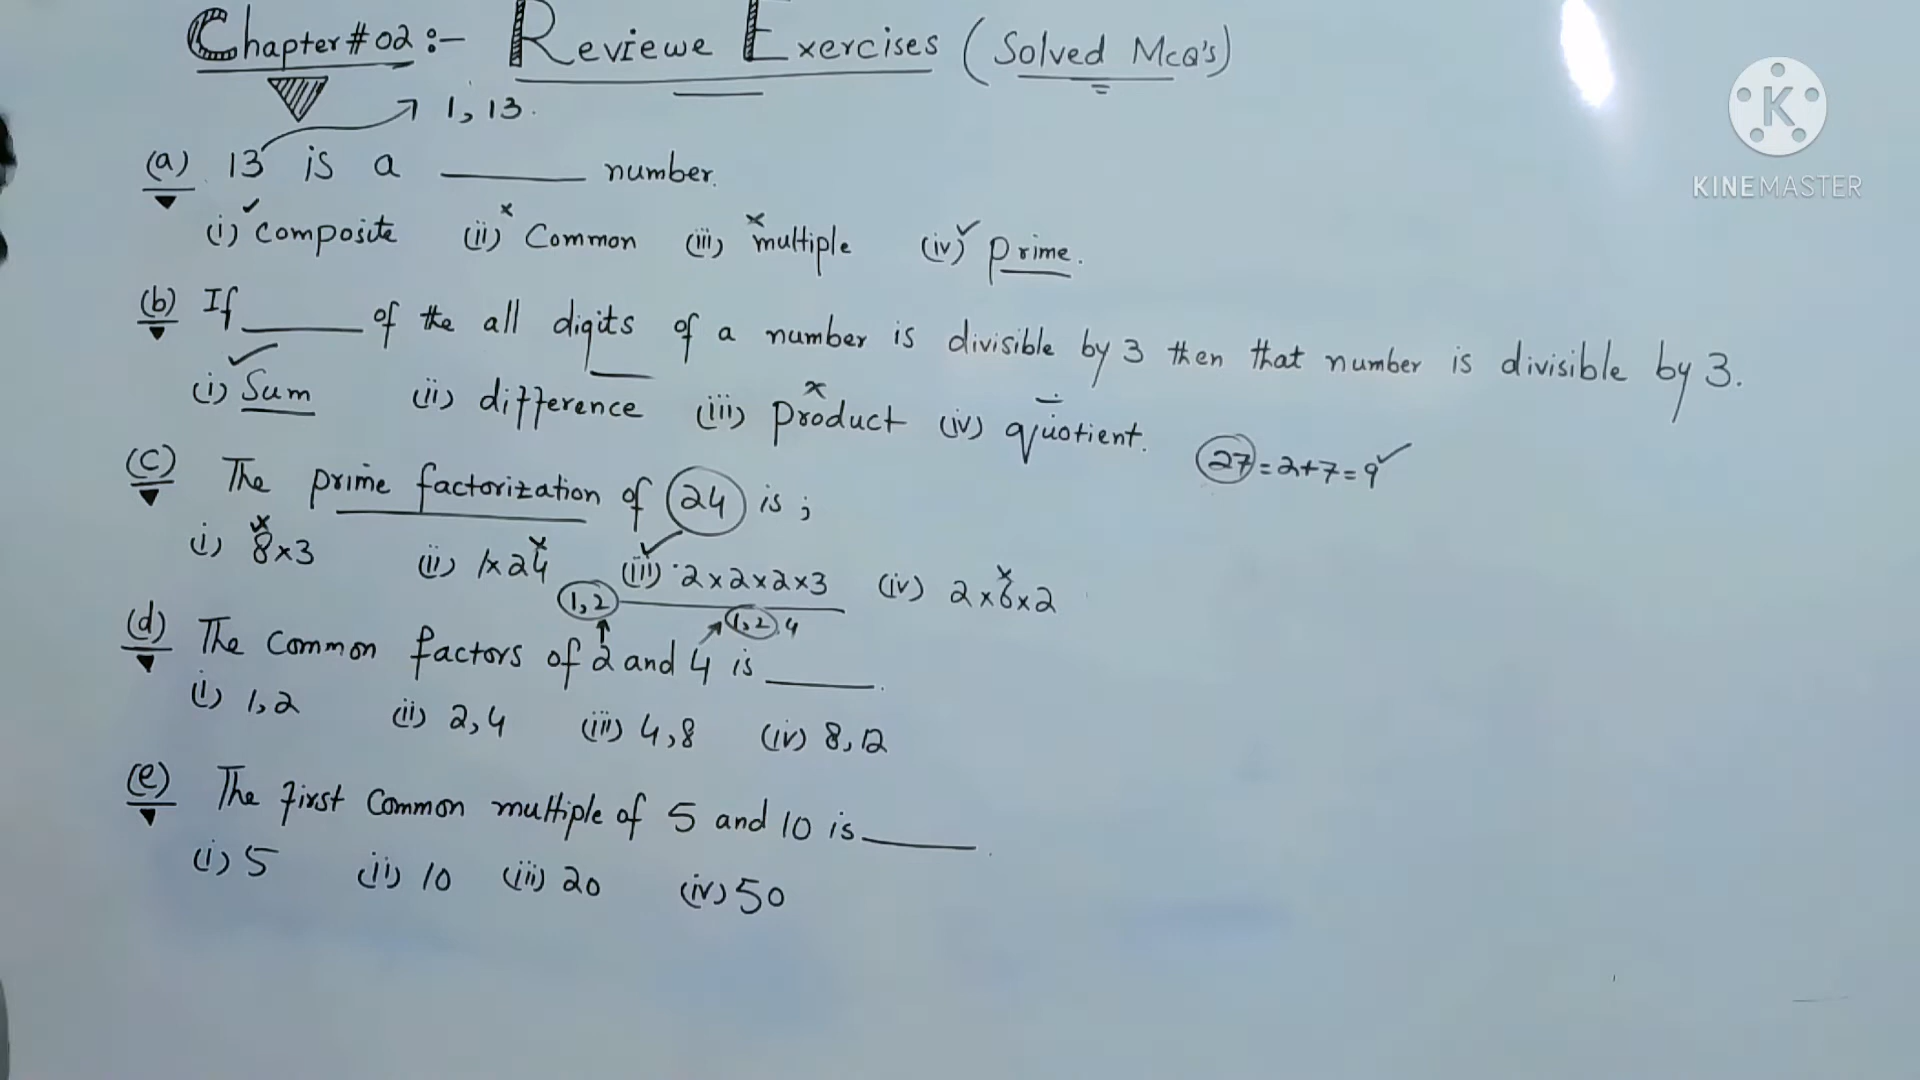 Chapter # 02 :- Reviewe Exercises (Solved Mcq's)
1, 13.
(a) 13 is a ______ number.
(i) ✓ composite (ii) × Common (iii) × multiple (iv) ✓ prime.
(b) If ______ of the all digits of a number is divisible by 3 then that number is divisible by 3.
(i) ✓ Sum (ii) difference (iii) × product (iv) quotient.
27 = 2+7 = 9 ✓
(c) The prime factorization of 24 is ;
i) 8×3 (ii) 1×24 (iii) 2×2×2×3 (iv) 2×6×2
1,2
1,2,4
(d) The Common factors of 2 and 4 is ______.
(i) 1,2 (ii) 2,4 (iii) 4,8 (iv) 8,12
(e) The first Common multiple of 5 and 10 is ______.
(i) 5 (ii) 10 (iii) 20 (iv) 50
K
KINEMASTER